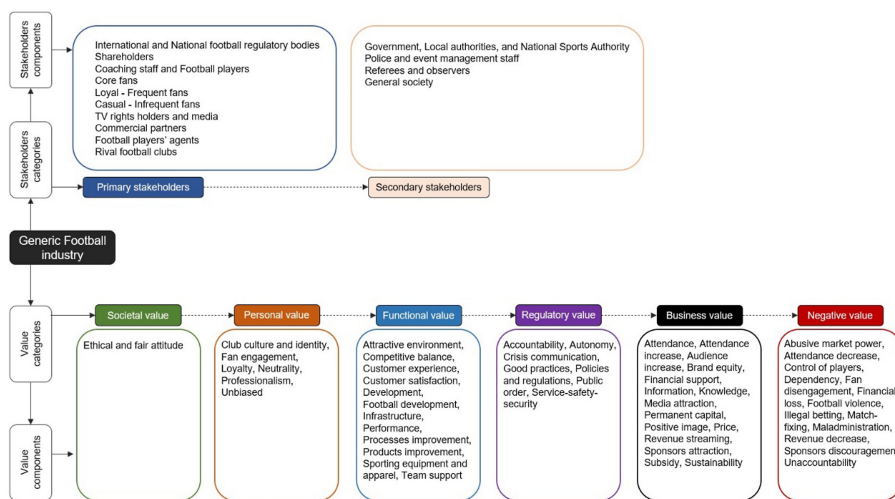 Stakeholders
components
International and National football regulatory bodies
Shareholders
Coaching staff and Football players
Core fans
Loyal - Frequent fans
Casual - Infrequent fans
TV rights holders and media
Commercial partners
Football players' agents
Rival football clubs
Government, Local authorities, and National Sports Authority
Police and event management staff
Referees and observers
General society
Stakeholders
categories
Primary stakeholders
Secondary stakeholders
Generic Football
industry
Value
categories
Societal value
Personal value
Functional value
Regulatory value
Business value
Negative value
Value
components
Ethical and fair attitude
Club culture and identity,
Fan engagement,
Loyalty, Neutrality,
Professionalism,
Unbiased
Attractive environment,
Competitive balance,
Customer experience,
Customer satisfaction,
Development,
Football development,
Infrastructure,
Performance,
Processes improvement,
Products improvement,
Sporting equipment and
apparel, Team support
Accountability, Autonomy,
Crisis communication,
Good practices, Policies
and regulations, Public
order, Service-safety-
security
Attendance, Attendance
increase, Audience
increase, Brand equity,
Financial support,
Information, Knowledge,
Media attraction,
Permanent capital,
Positive image, Price,
Revenue streaming,
Sponsors attraction,
Subsidy, Sustainability
Abusive market power,
Attendance decrease,
Control of players,
Dependency, Fan
disengagement, Financial
loss, Football violence,
Illegal betting, Match-
fixing, Maladministration,
Revenue decrease,
Sponsors discouragement
Unaccountability